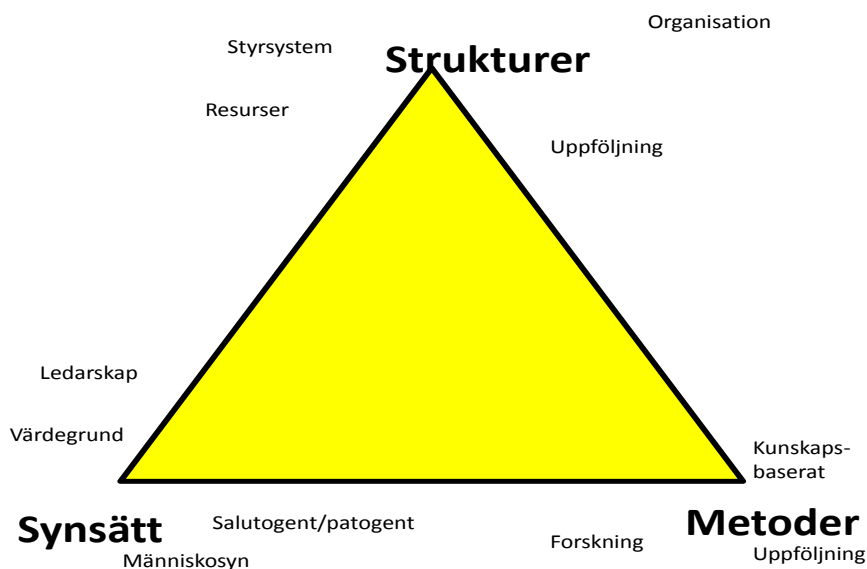 Organisation
Styrsystem
Strukturer
Resurser
Uppföljning
Ledarskap
Värdegrund
Kunskaps-
baserat
Synsätt
Salutogent/patogent
Metoder
Forskning
Människosyn
Uppföljning